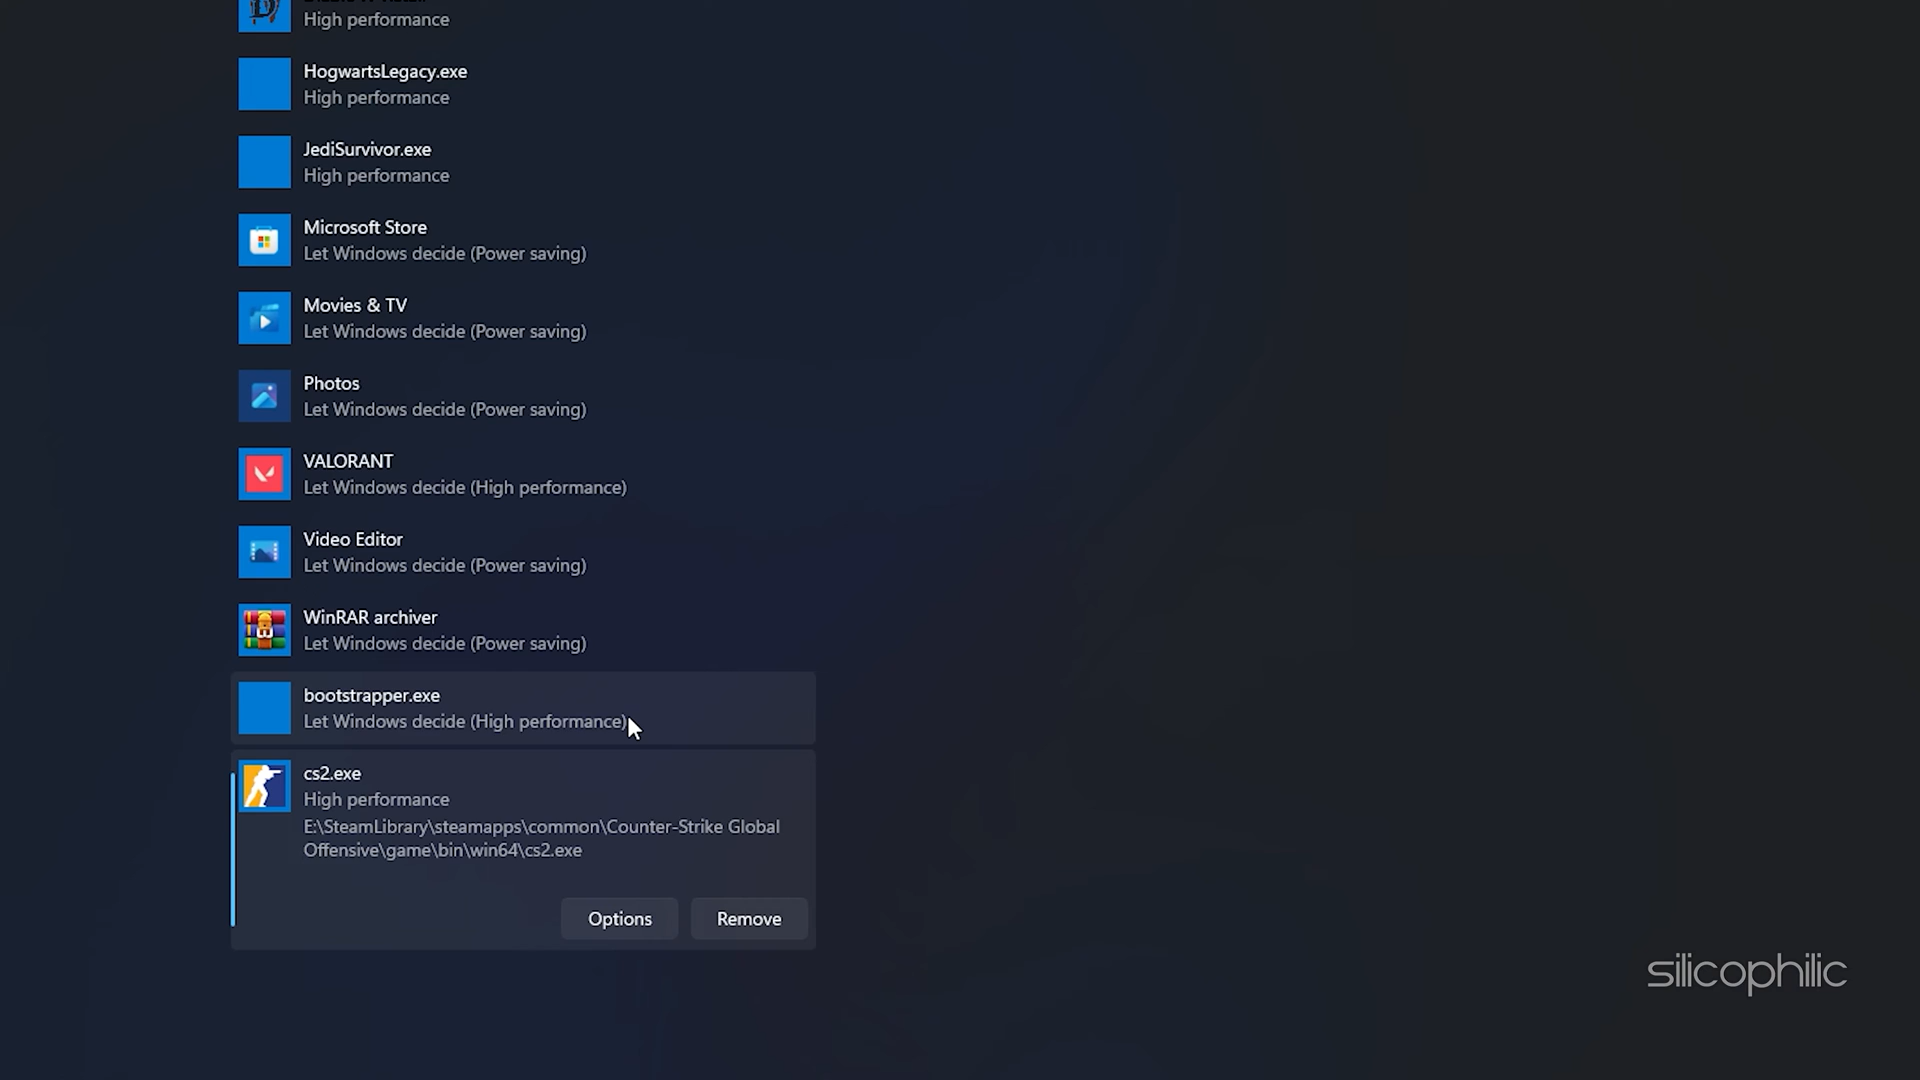 High performance
HogwartsLegacy.exe
High performance
JediSurvivor.exe
High performance
Microsoft Store
Let Windows decide (Power saving)
Movies & TV
Let Windows decide (Power saving)
Photos
Let Windows decide (Power saving)
VALORANT
Let Windows decide (High performance)
Video Editor
Let Windows decide (Power saving)
WinRAR archiver
Let Windows decide (Power saving)
bootstrapper.exe
Let Windows decide (High performance)
cs2.exe
High performance
E:\SteamLibrary\steamapps\common\Counter-Strike Global
Offensive\game\bin\win64\cs2.exe
Options Remove
silicophilic